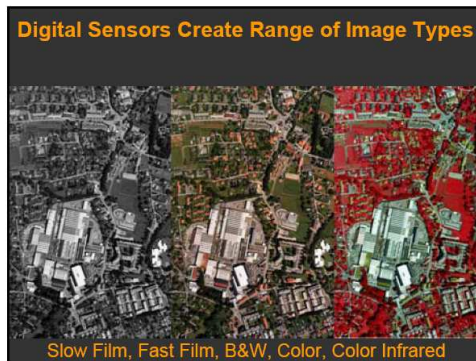 Digital Sensors Create Range of Image Types
Slow Film, Fast Film, B&W, Color, Color Infrared